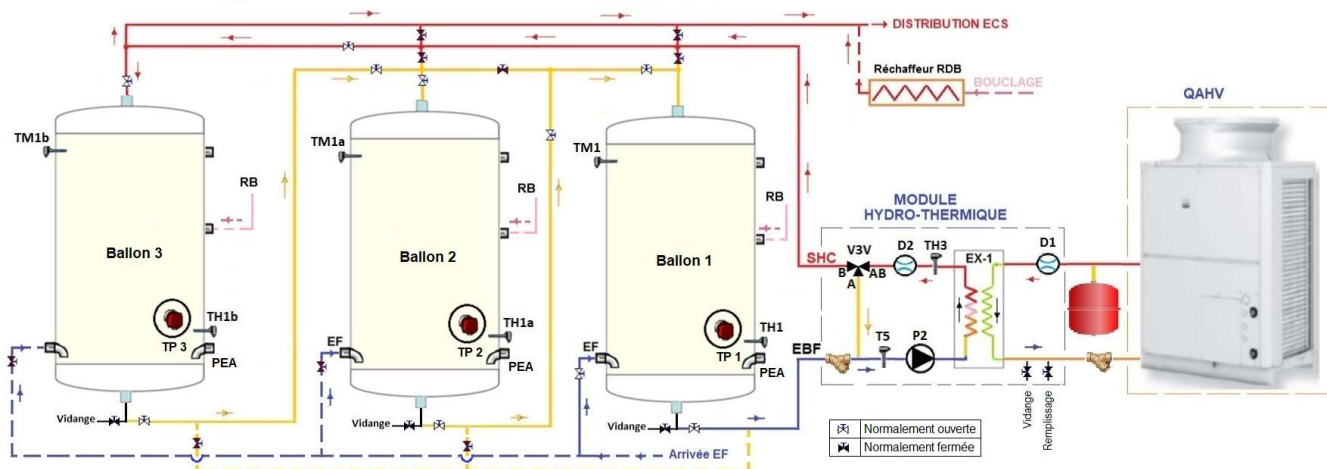 DISTRIBUTION ECS
Réchaffeur RDB
BOUCLAGE
QAHV
TM1b
TM1a
TM1
RB
RB
MODULE
HYDRO-THERMIQUE
Ballon 3
Ballon 2
Ballon 1
SHC
V3V
B
A
AB
D2
TH3
EX-1
D1
TH1b
TH1a
TH1
TP 3
TP 2
TP 1
EF
EF
PEA
PEA
PEA
EBF
T5
P2
Vidange
Vidange
Vidange
Arrivée EF
Vidange
Remplissage
Normalement ouverte
Normalement fermée